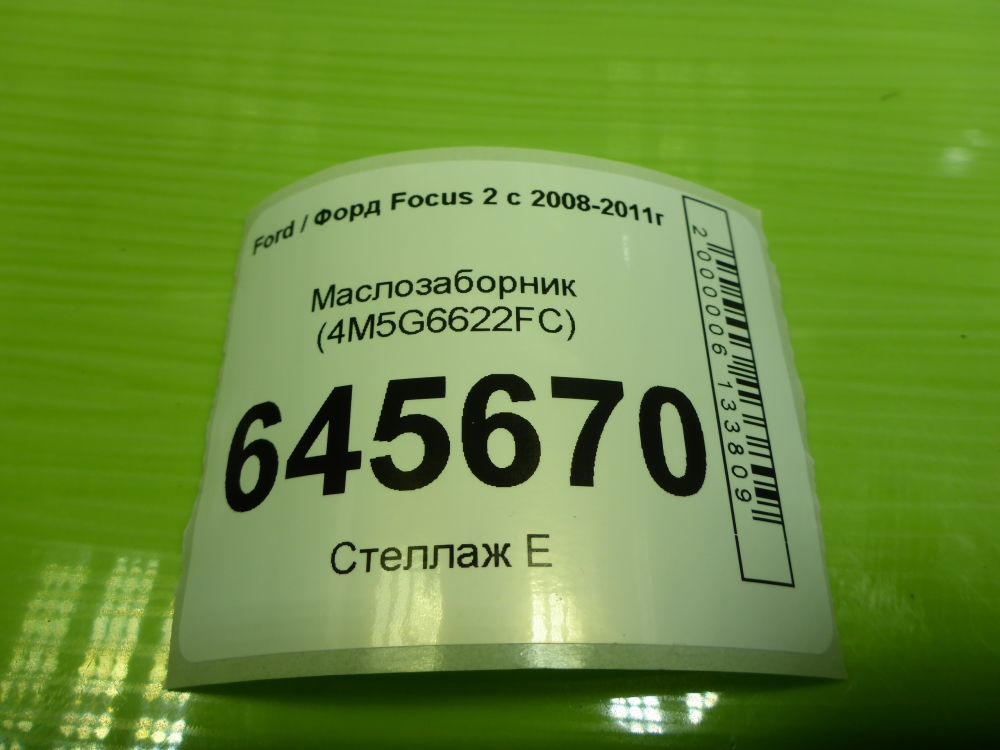 Ford / Форд Focus 2 с 2008-2011г
Маслозаборник
(4M5G6622FC)
645670
Стеллаж Е
2000006133809